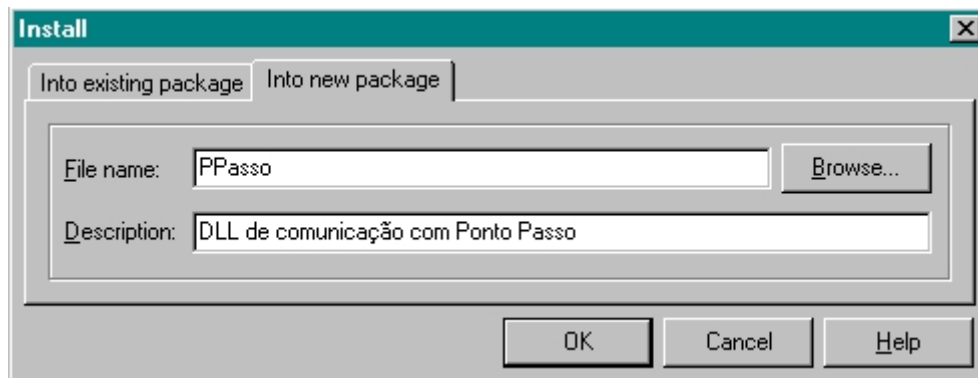 Install
Into existing package Into new package
File name: PPasso Browse...
Description: DLL de comunicação com Ponto Passo
OK Cancel Help